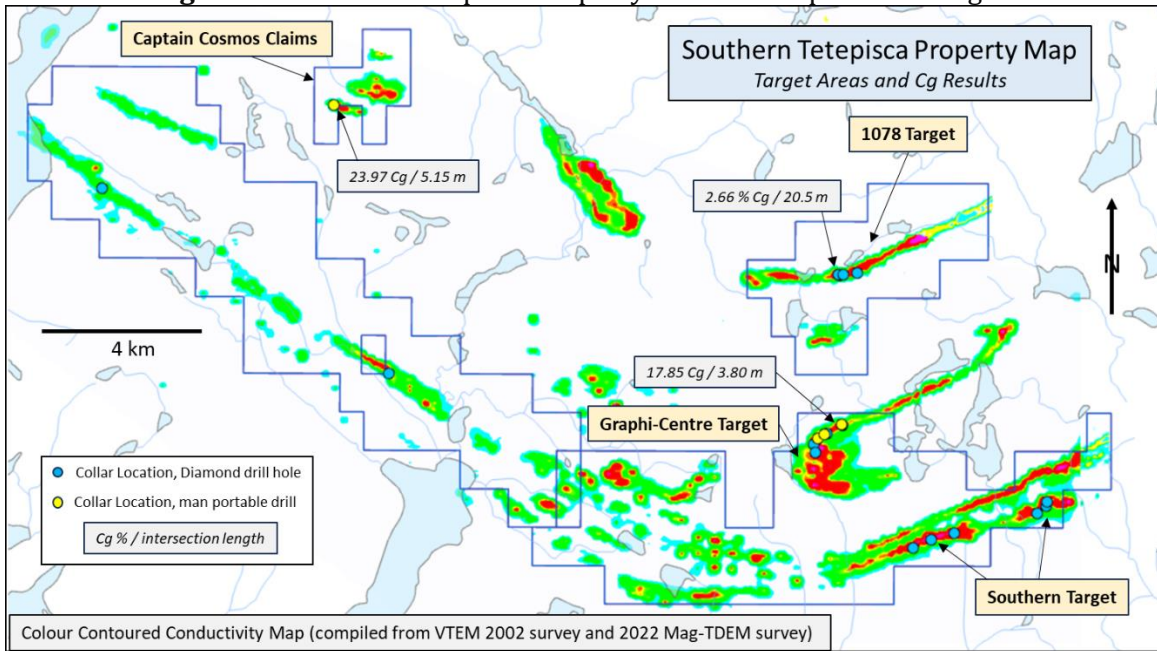 Captain Cosmos Claims
Southern Tetepisca Property Map
Target Areas and Cg Results
1078 Target
23.97 Cg / 5.15 m
2.66 % Cg / 20.5 m
N
4 km
17.85 Cg / 3.80 m
Graphi-Centre Target
Collar Location, Diamond drill hole
Collar Location, man portable drill
Cg % / intersection length
Southern Target
Colour Contoured Conductivity Map (compiled from VTEM 2002 survey and 2022 Mag-TDEM survey)